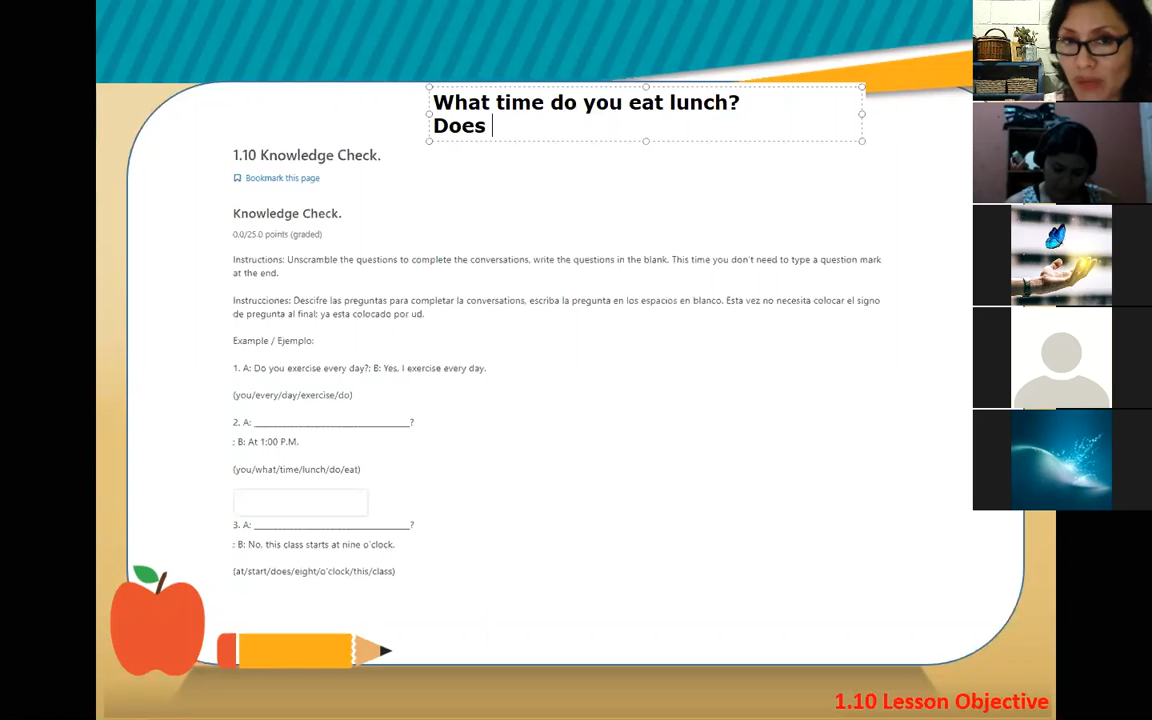 What time do you eat lunch?
Does
1.10 Knowledge Check.
Bookmark this page
Knowledge Check.
0.0/25.0 points (graded)
Instructions: Unscramble the questions to complete the conversations, write the questions in the blank. This time you don't need to type a question mark
at the end.
Instrucciones: Descifre las preguntas para completar la conversations, escriba la pregunta en los espacios en blanco. Esta vez no necesita colocar el signo
de pregunta al final; ya esta colocado por ud.
Example / Ejemplo:
1. A: Do you exercise every day?: B: Yes, I exercise every day.
(you/every/day/exercise/do)
2. A: ______________________________?
: B: At 1:00 P.M.
(you/what/time/lunch/do/eat)
3. A: ______________________________?
: B: No, this class starts at nine o'clock.
(at/start/does/eight/o'clock/this/class)
1.10 Lesson Objective